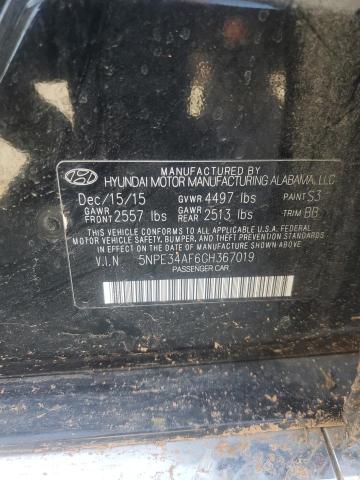 MANUFACTURED BY
HYUNDAI MOTOR MANUFACTURING ALABAMA, LLC
Dec/15/15 GVWR 4497 lbs PAINT S3
GAWR FRONT 2557 lbs GAWR REAR 2513 lbs TRIM BB
THIS VEHICLE CONFORMS TO ALL APPLICABLE U.S.A. FEDERAL
MOTOR VEHICLE SAFETY, BUMPER, AND THEFT PREVENTION
STANDARDS IN EFFECT ON THE DATE OF MANUFACTURE SHOWN ABOVE.
V.I.N 5NPE34AF6GH367019
PASSENGER CAR